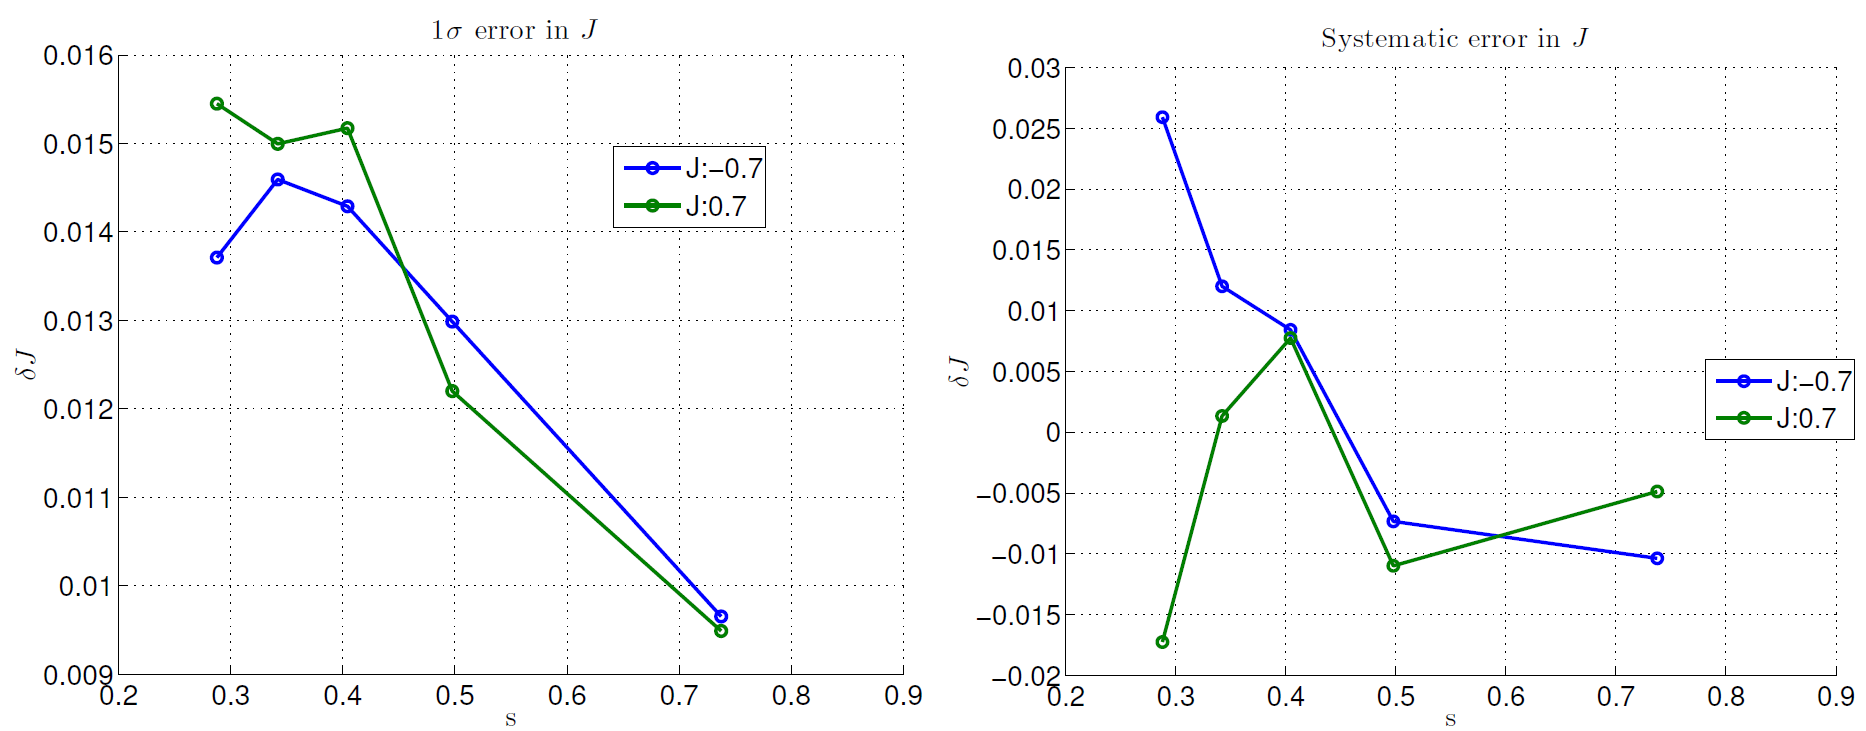 1σ error in J
0.016
0.015
0.014
0.013
0.012
0.011
0.01
0.009
δJ
0.2 0.3 0.4 0.5 0.6 0.7 0.8 0.9
s
J:−0.7
J:0.7
Systematic error in J
0.03
0.025
0.02
0.015
0.01
0.005
0
−0.005
−0.01
−0.015
−0.02
δJ
0.2 0.3 0.4 0.5 0.6 0.7 0.8 0.9
s
J:−0.7
J:0.7